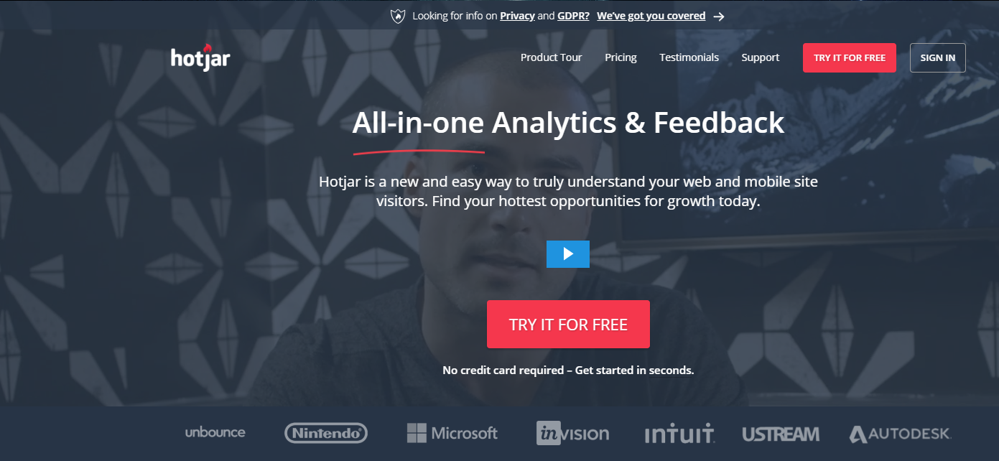 Looking for info on Privacy and GDPR? We've got you covered
hotjar
Product Tour Pricing Testimonials Support TRY IT FOR FREE SIGN IN
All-in-one Analytics & Feedback
Hotjar is a new and easy way to truly understand your web and mobile site
visitors. Find your hottest opportunities for growth today.
TRY IT FOR FREE
No credit card required – Get started in seconds.
unbounce Nintendo® Microsoft inVISION intuit. USTREAM AUTODESK.